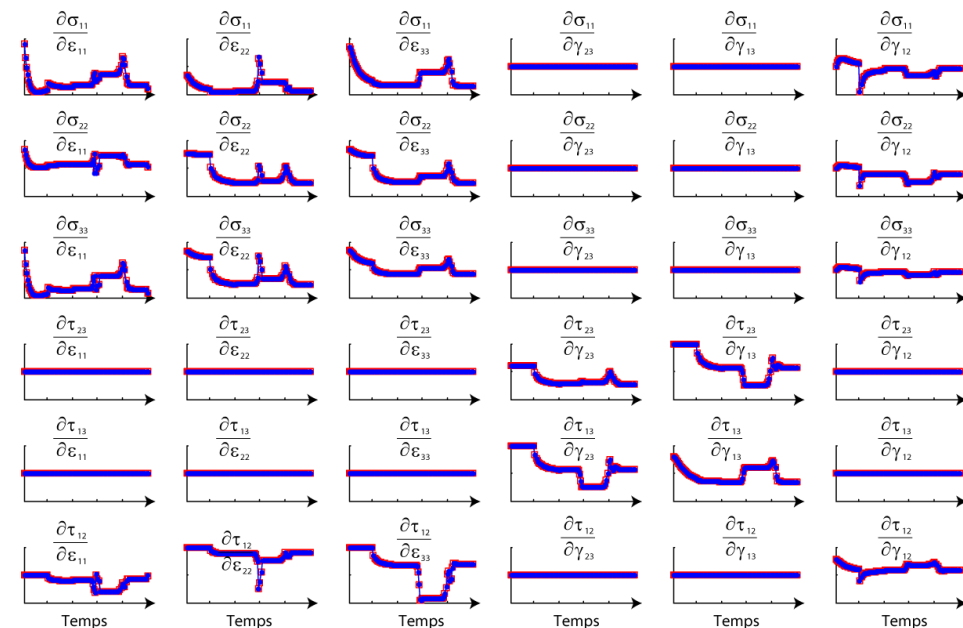 ∂σ₁₁ ∂σ₁₁ ∂σ₁₁ ∂σ₁₁ ∂σ₁₁ ∂σ₁₁
∂ε₁₁ ∂ε₂₂ ∂ε₃₃ ∂γ₂₃ ∂γ₁₃ ∂γ₁₂
∂σ₂₂ ∂σ₂₂ ∂σ₂₂ ∂σ₂₂ ∂σ₂₂ ∂σ₂₂
∂ε₁₁ ∂ε₂₂ ∂ε₃₃ ∂γ₂₃ ∂γ₁₃ ∂γ₁₂
∂σ₃₃ ∂σ₃₃ ∂σ₃₃ ∂σ₃₃ ∂σ₃₃ ∂σ₃₃
∂ε₁₁ ∂ε₂₂ ∂ε₃₃ ∂γ₂₃ ∂γ₁₃ ∂γ₁₂
∂τ₂₃ ∂τ₂₃ ∂τ₂₃ ∂τ₂₃ ∂τ₂₃ ∂τ₂₃
∂ε₁₁ ∂ε₂₂ ∂ε₃₃ ∂γ₂₃ ∂γ₁₃ ∂γ₁₂
∂τ₁₃ ∂τ₁₃ ∂τ₁₃ ∂τ₁₃ ∂τ₁₃ ∂τ₁₃
∂ε₁₁ ∂ε₂₂ ∂ε₃₃ ∂γ₂₃ ∂γ₁₃ ∂γ₁₂
∂τ₁₂ ∂τ₁₂ ∂τ₁₂ ∂τ₁₂ ∂τ₁₂ ∂τ₁₂
∂ε₁₁ ∂ε₂₂ ∂ε₃₃ ∂γ₂₃ ∂γ₁₃ ∂γ₁₂
Temps Temps Temps Temps Temps Temps